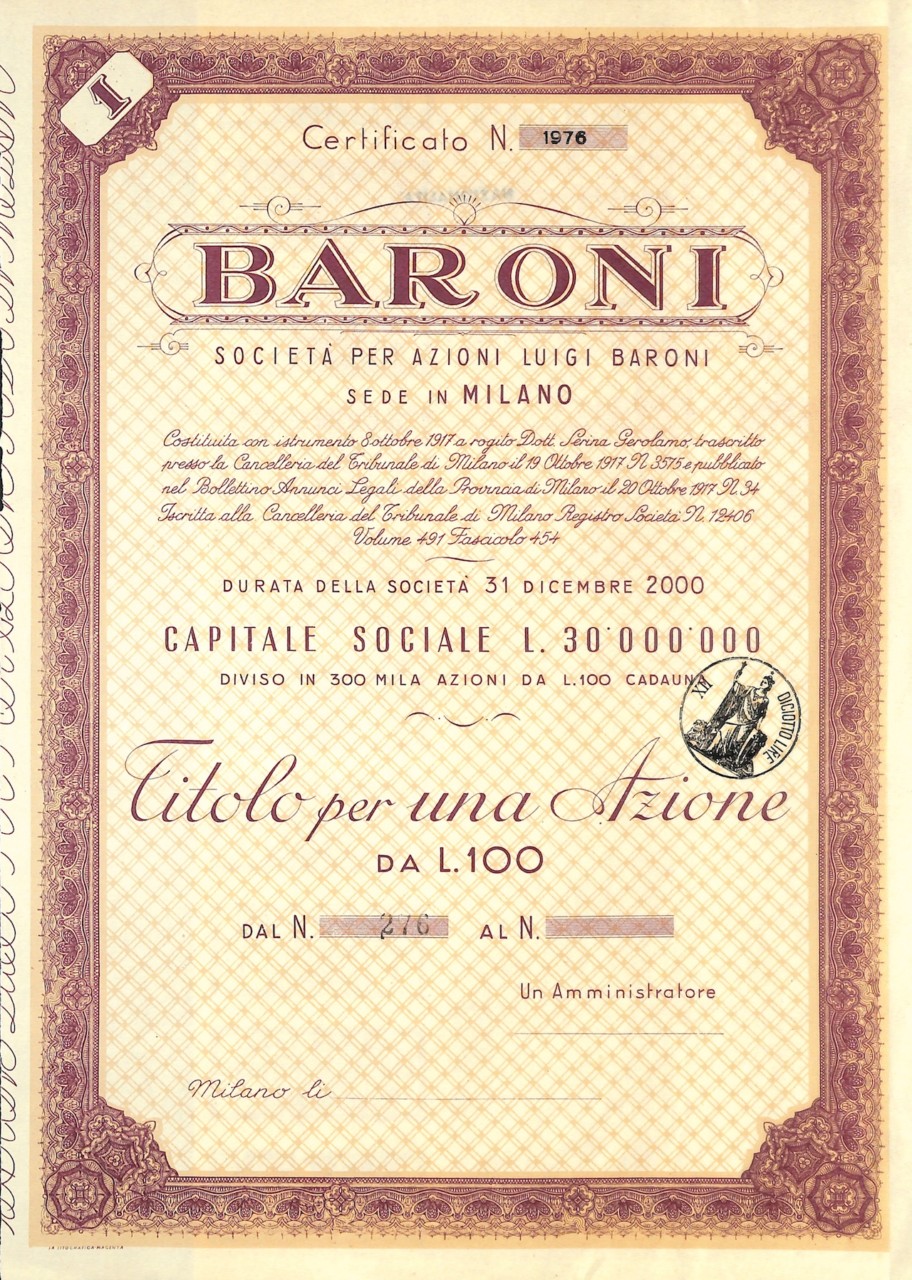 1
Certificato N. 1976
BARONI
SOCIETÀ PER AZIONI LUIGI BARONI
SEDE IN MILANO
Costituita con istrumento 8 ottobre 1917 a rogito Dott. Serina Gerolamo, trascritto
presso la Cancelleria del Tribunale di Milano il 19 Ottobre 1917 N. 3575 e pubblicato
nel Bollettino Annunci Legali della Provincia di Milano il 20 Ottobre 1917 N. 34
Iscritta alla Cancelleria del Tribunale di Milano Registro Società N. 12406
Volume 491 Fascicolo 454
DURATA DELLA SOCIETÀ 31 DICEMBRE 2000
CAPITALE SOCIALE L. 30'000'000
DIVISO IN 300 MILA AZIONI DA L.100 CADAUNA
XII DICIOTTO LIRE
Titolo per una Azione
DA L.100
DAL N. 276 AL N.
Un Amministratore
Milano li
LA LITOGRAFICA MAGENTA